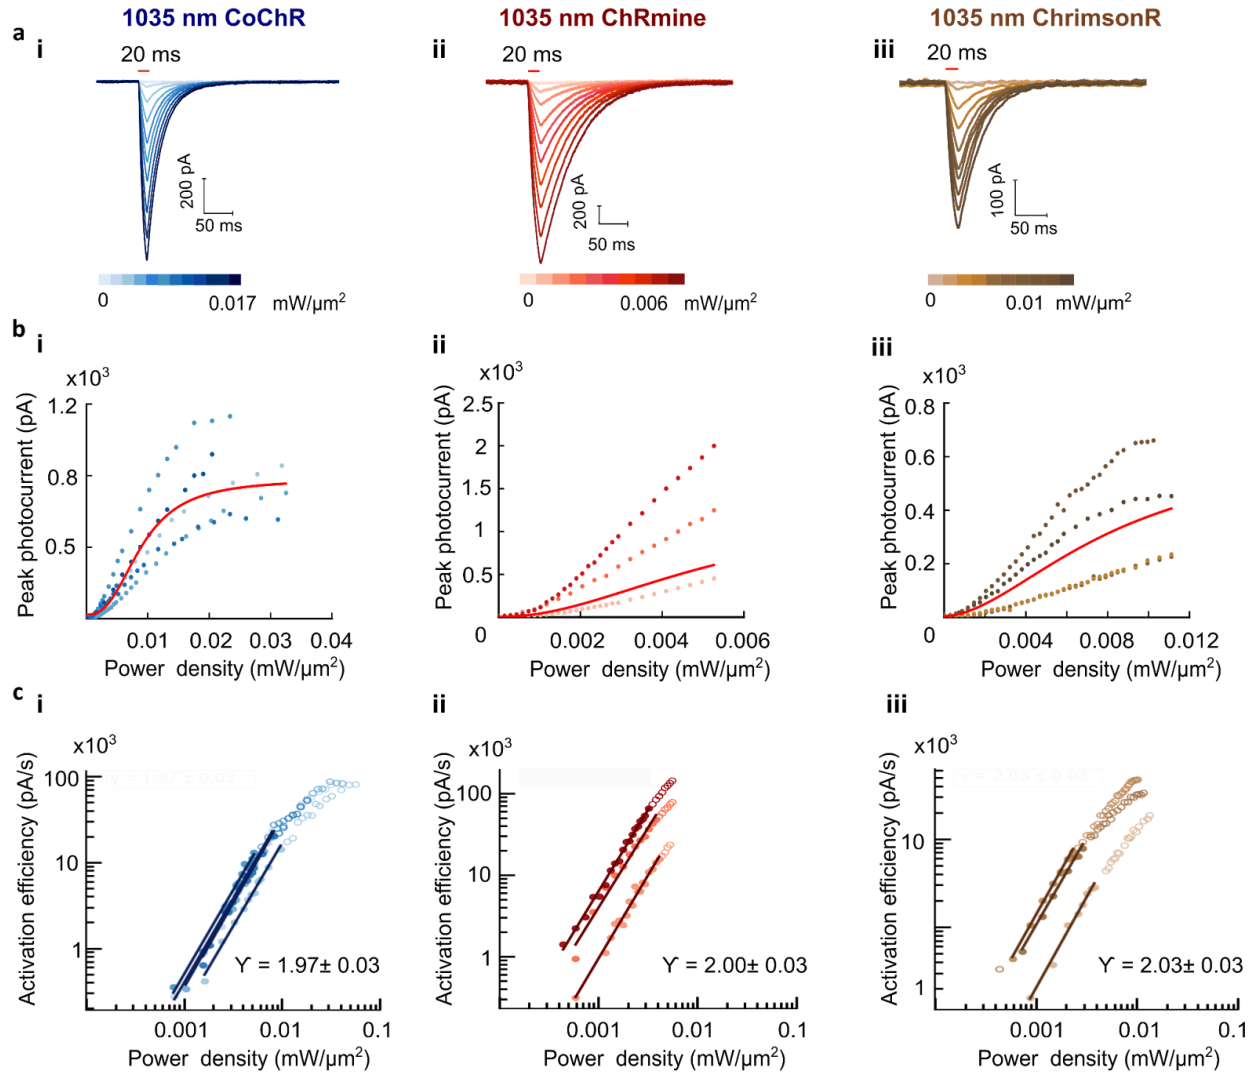 1035 nm CoChR
1035 nm ChRmine
1035 nm ChrimsonR
a
i
ii
iii
20 ms
20 ms
20 ms
200 pA
50 ms
200 pA
50 ms
100 pA
50 ms
0
0.017
mW/µm²
0
0.006
mW/µm²
0
0.01
mW/µm²
b
i
ii
iii
x10³
x10³
x10³
Peak photocurrent (pA)
1.2
0.8
0.5
0.01
0.02
0.03
0.04
Power density (mW/µm²)
Peak photocurrent (pA)
2.5
2
1.5
1
0.5
0
0.002
0.004
0.006
Power density (mW/µm²)
Peak photocurrent (pA)
0.8
0.6
0.4
0.2
0
0.004
0.008
0.012
Power density (mW/µm²)
c
i
ii
iii
x10³
x10³
x10³
Activation efficiency (pA/s)
100
10
1
γ = 1.97 ± 0.03
ϒ = 1.97± 0.03
0.001
0.01
0.1
Power density (mW/µm²)
Activation efficiency (pA/s)
100
10
1
ϒ = 2.00± 0.03
0.001
0.01
0.1
Power density (mW/µm²)
Activation efficiency (pA/s)
10
1
γ = 2.03 ± 0.03
ϒ = 2.03± 0.03
0.001
0.01
0.1
Power density (mW/µm²)